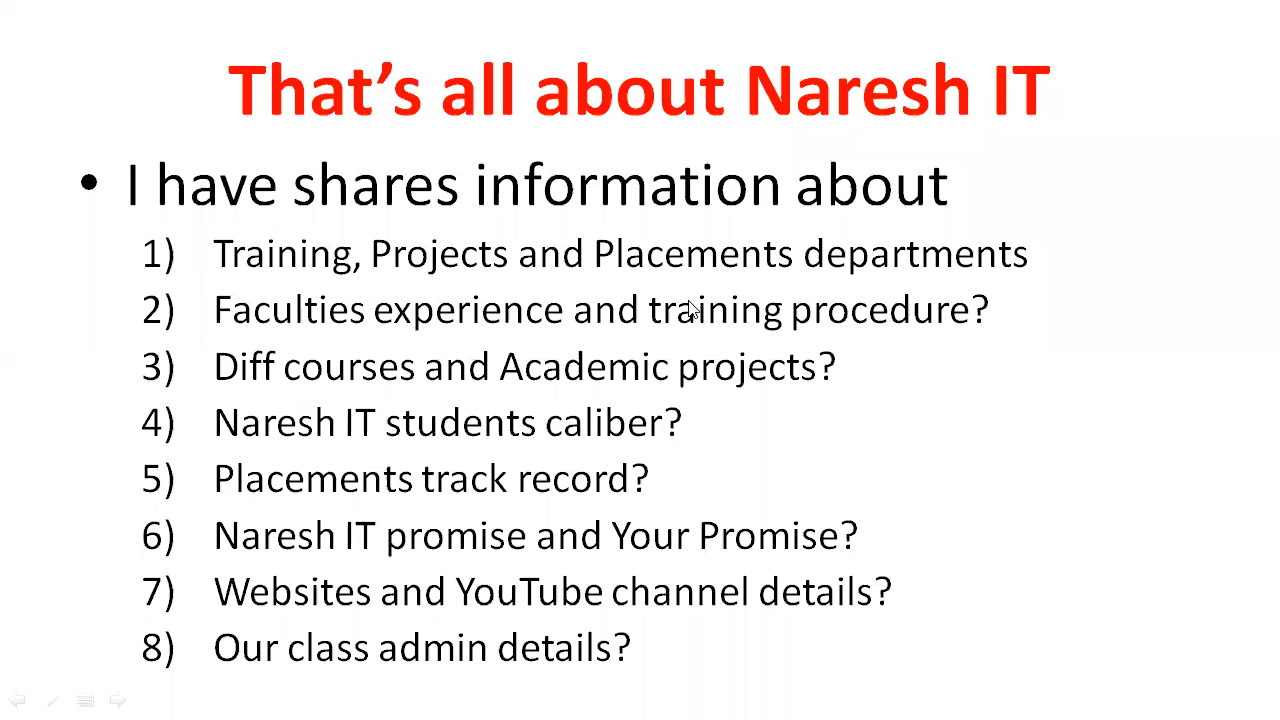 That's all about Naresh IT
• I have shares information about
1) Training, Projects and Placements departments
2) Faculties experience and training procedure?
3) Diff courses and Academic projects?
4) Naresh IT students caliber?
5) Placements track record?
6) Naresh IT promise and Your Promise?
7) Websites and YouTube channel details?
8) Our class admin details?